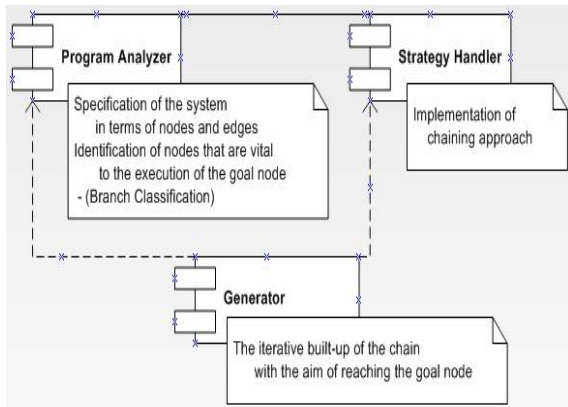 Program Analyzer
Specification of the system
in terms of nodes and edges
Identification of nodes that are vital
to the execution of the goal node
- (Branch Classification)
Strategy Handler
Implementation of
chaining approach
Generator
The iterative built-up of the chain
with the aim of reaching the goal node